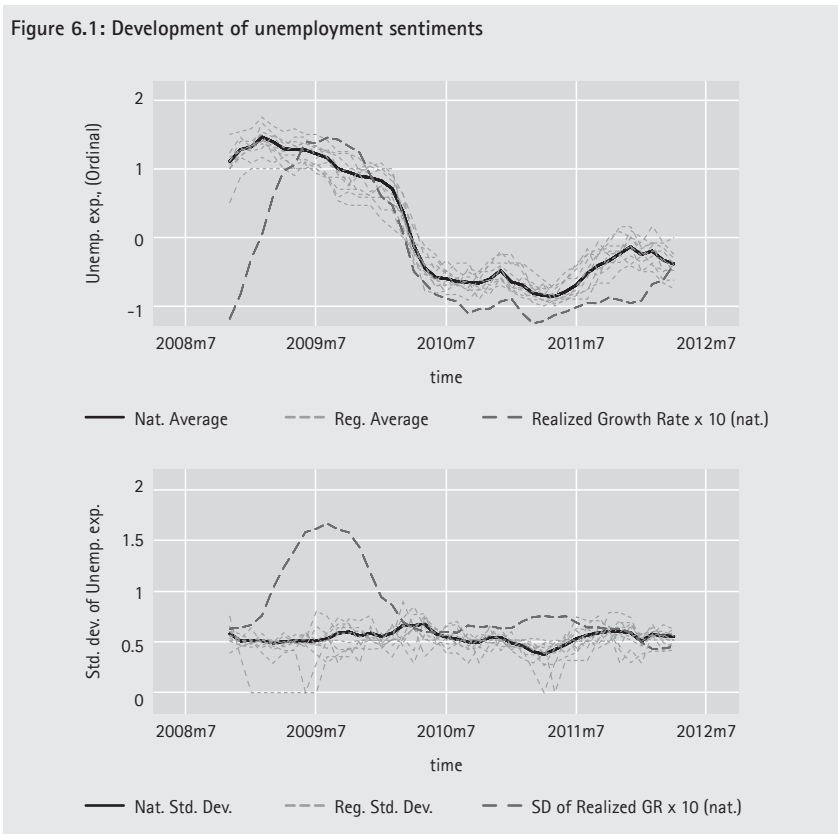 Figure 6.1: Development of unemployment sentiments
Unemp. exp., (Ordinal)
2
1
0
-1
2008m7 2009m7 2010m7 2011m7 2012m7
time
Nat. Average Reg. Average Realized Growth Rate x 10 (nat.)
Std. dev. of Unemp. exp.
2
1.5
1
0.5
0
2008m7 2009m7 2010m7 2011m7 2012m7
time
Nat. Std. Dev. Reg. Std. Dev. SD of Realized GR x 10 (nat.)